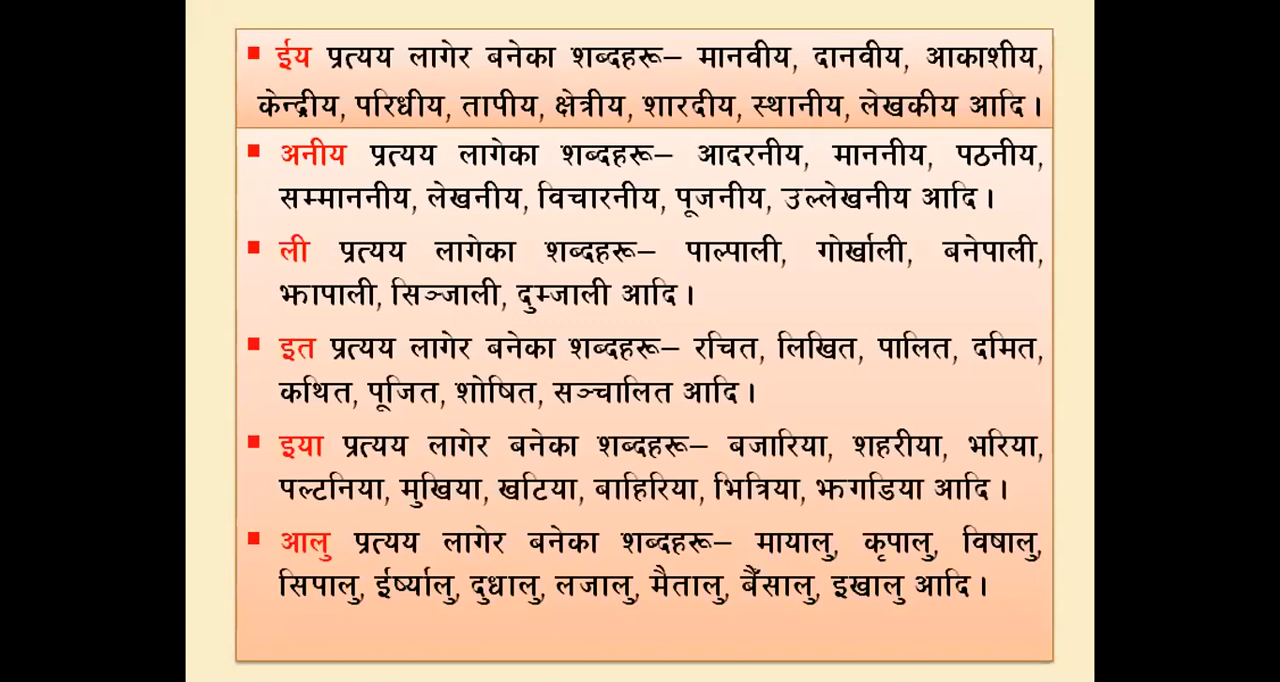 ▪ ईय प्रत्यय लागेर बनेका शब्दहरू– मानवीय, दानवीय, आकाशीय,
केन्द्रीय, परिधीय, तापीय, क्षेत्रीय, शारदीय, स्थानीय, लेखकीय आदि ।
▪ अनीय प्रत्यय लागेका शब्दहरू– आदरनीय, माननीय, पठनीय,
सम्माननीय, लेखनीय, विचारनीय, पूजनीय, उल्लेखनीय आदि ।
▪ ली प्रत्यय लागेका शब्दहरू– पाल्पाली, गोर्खाली, बनेपाली,
झापाली, सिञ्जाली, दुम्जाली आदि ।
▪ इत प्रत्यय लागेर बनेका शब्दहरू– रचित, लिखित, पालित, दमित,
कथित, पूजित, शोषित, सञ्चालित आदि ।
▪ इया प्रत्यय लागेर बनेका शब्दहरू– बजारिया, शहरीया, भरिया,
पल्टनिया, मुखिया, खटिया, बाहिरिया, भित्रिया, झगडिया आदि ।
▪ आलु प्रत्यय लागेर बनेका शब्दहरू– मायालु, कृपालु, विषालु,
सिपालु, ईर्ष्यालु, दुधालु, लजालु, मैतालु, बैँसालु, इखालु आदि ।